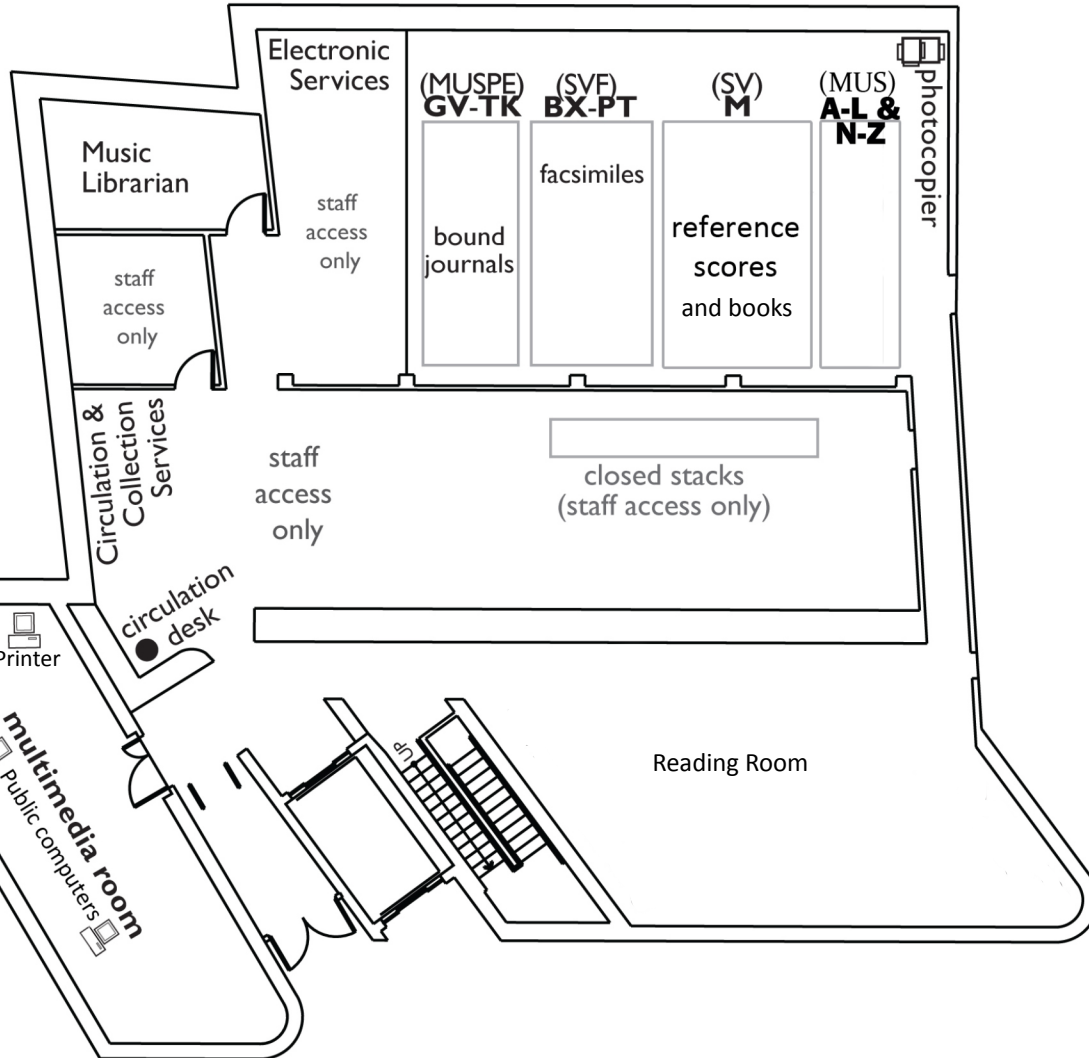 Electronic
Services
(MUSPE)
GV-TK
(SVF)
BX-PT
(SV)
M
(MUS)
A-L &
N-Z
photocopier
Music
Librarian
staff
access
only
bound
journals
facsimiles
reference
scores
and books
staff
access
only
Circulation &
Collection
Services
staff
access
only
closed stacks
(staff access only)
circulation
desk
Printer
multimedia room
Public computers
UP
Reading Room